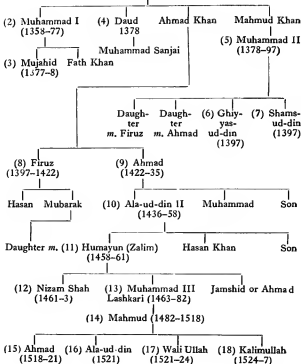 (2) Muhammad I (4) Daud Ahmad Khan Mahmud Khan
(1358-77) 1378 (5) Muhammad II
(1378-97)
Muhammad Sanjai
(3) Mujahid Fath Khan
(1377-8)
Daugh- Daugh- (6) Ghi- (7) Shams-
ter ter yas- ud-din
m. Firuz m. Ahmad ud-din (1397)
(1397)
(8) Firuz (9) Ahmad
(1397-1422) (1422-35)
Hasan Mubarak (10) Ala-ud-din II Muhammad Son
(1436-58)
Daughter m. (11) Humayun (Zalim) Hasan Khan Son
(1458-61)
(12) Nizam Shah (13) Muhammad III Jamshid or Ahmad
(1461-3) Lashkari (1463-82)
(14) Mahmud (1482-1518)
(15) Ahmad (16) Ala-ud-din (17) Wali Ullah (18) Kalimullah
(1518-21) (1521) (1521-24) (1524-7)